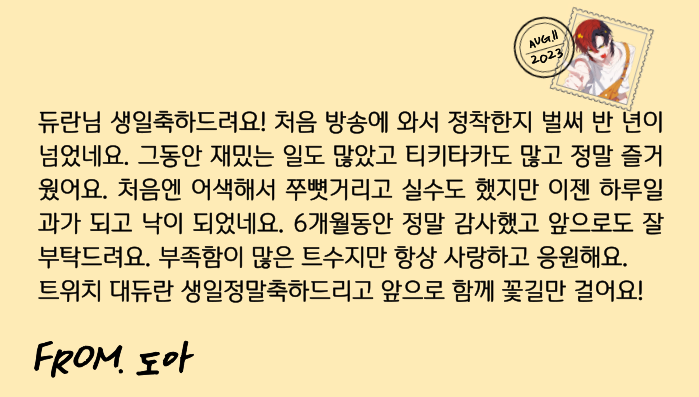 AUG.11
2023
듀란님 생일축하드려요! 처음 방송에 와서 정착한지 벌써 반 년이
넘었네요. 그동안 재밌는 일도 많았고 티키타카도 많고 정말 즐거
웠어요. 처음엔 어색해서 쭈뼛거리고 실수도 했지만 이젠 하루일
과가 되고 낙이 되었네요. 6개월동안 정말 감사했고 앞으로도 잘
부탁드려요. 부족함이 많은 트수지만 항상 사랑하고 응원해요.
트위치 대듀란 생일정말축하드리고 앞으로 함께 꽃길만 걸어요!
FROM. 도아